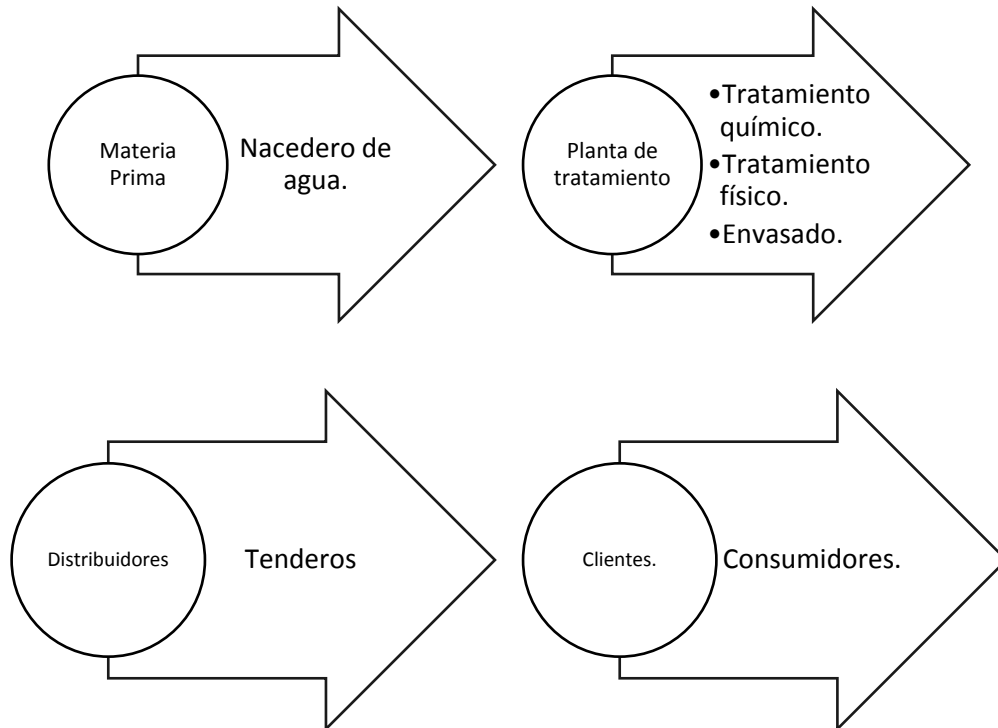 Materia
Prima
Nacedero de
agua.
Planta de
tratamiento
•Tratamiento
químico.
•Tratamiento
físico.
•Envasado.
Distribuidores
Tenderos
Clientes.
Consumidores.